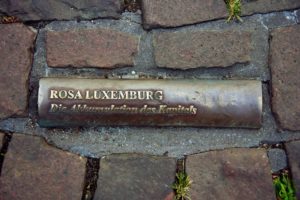 ROSA LUXEMBURG
Die Akkumulation des Kapitals